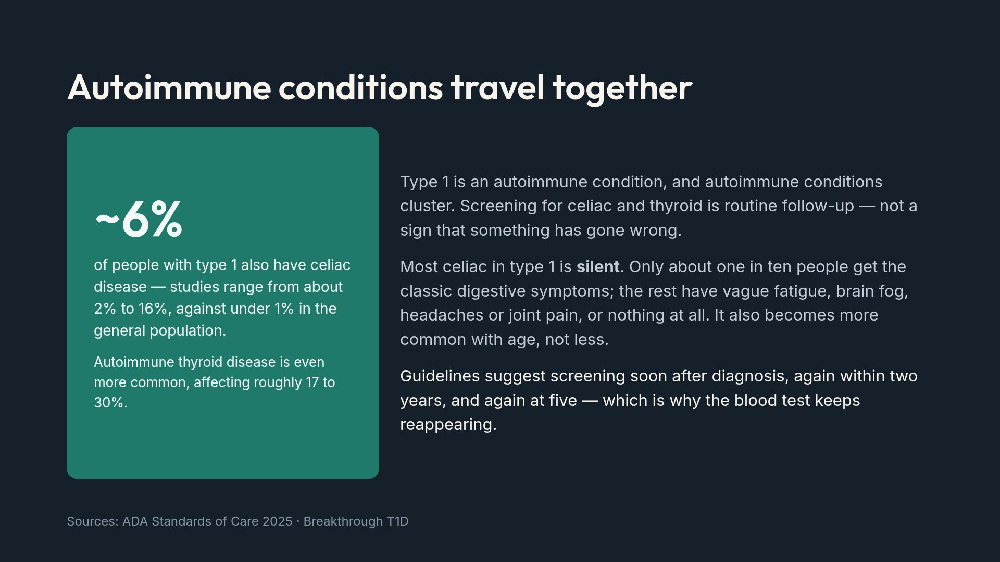 Autoimmune conditions travel together
~6%
of people with type 1 also have celiac
disease — studies range from about
2% to 16%, against under 1% in the
general population.
Autoimmune thyroid disease is even
more common, affecting roughly 17 to
30%.
Type 1 is an autoimmune condition, and autoimmune conditions
cluster. Screening for celiac and thyroid is routine follow-up — not a
sign that something has gone wrong.
Most celiac in type 1 is silent. Only about one in ten people get the
classic digestive symptoms; the rest have vague fatigue, brain fog,
headaches or joint pain, or nothing at all. It also becomes more
common with age, not less.
Guidelines suggest screening soon after diagnosis, again within two
years, and again at five — which is why the blood test keeps
reappearing.
Sources: ADA Standards of Care 2025 · Breakthrough T1D